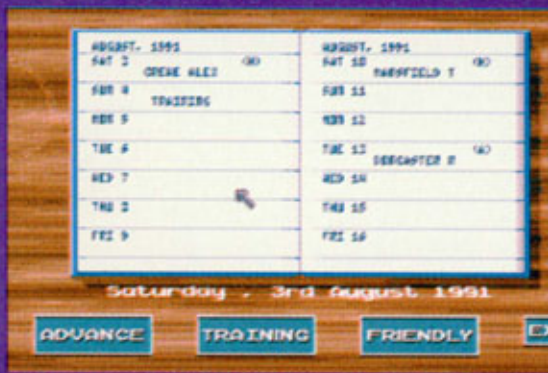 AUGUST, 1991
SAT 3
CREWE ALEX
SUN 4
TRAINING
MON 5
TUE 6
WED 7
THU 8
FRI 9
AUGUST, 1991
SAT 10
MANSFIELD T
SUN 11
MON 12
TUE 13 (A)
DONCASTER R
WED 14
THU 15
FRI 16
Saturday , 3rd August 1991
ADVANCE
TRAINING
FRIENDLY